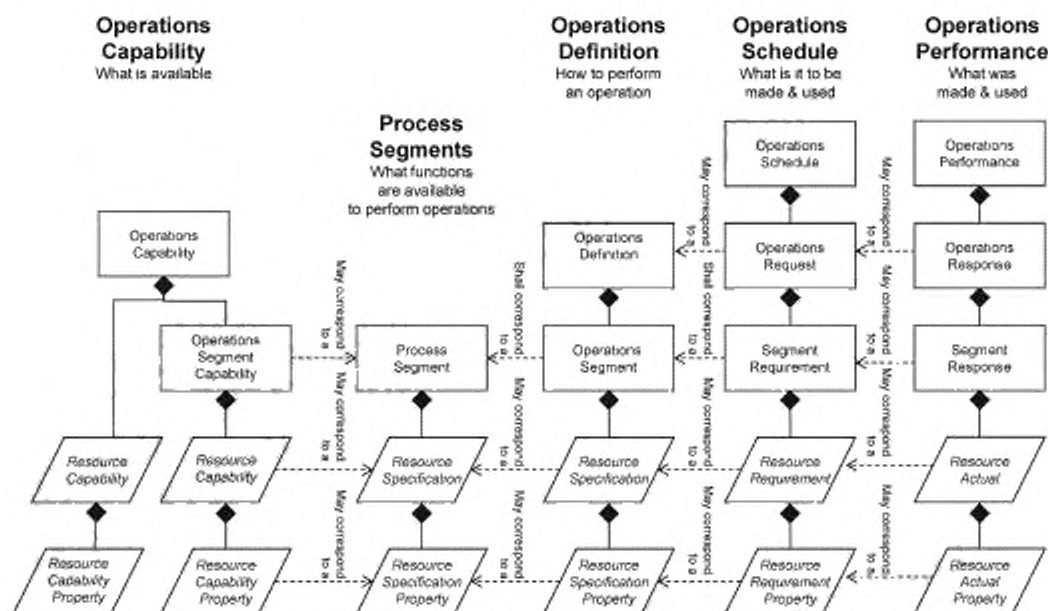 Operations
Capability
What is available
Process
Segments
What functions
are available
to perform operations
Operations
Definition
How to perform
an operation
Operations
Schedule
What is it to be
made & used
Operations
Performance
What was
made & used
Operations
Capability
Operations
Segment
Capability
Resource
Capability
Resource
Capability
Property
Resource
Capability
Resource
Capability
Property
May correspond
to a
May correspond
to a
May correspond
to a
Process
Segment
Resource
Specification
Resource
Specification
Property
Shall correspond
to a
May correspond
to a
May correspond
to a
Operations
Definition
Operations
Segment
Resource
Specification
Resource
Specification
Property
May correspond
to a
Shall correspond
to a
May correspond
to a
May correspond
to a
Operations
Schedule
Operations
Request
Segment
Requirement
Resource
Requirement
Resource
Requirement
Property
May correspond
to a
May correspond
to a
May correspond
to a
May correspond
to a
Operations
Performance
Operations
Response
Segment
Response
Resource
Actual
Resource
Actual
Property